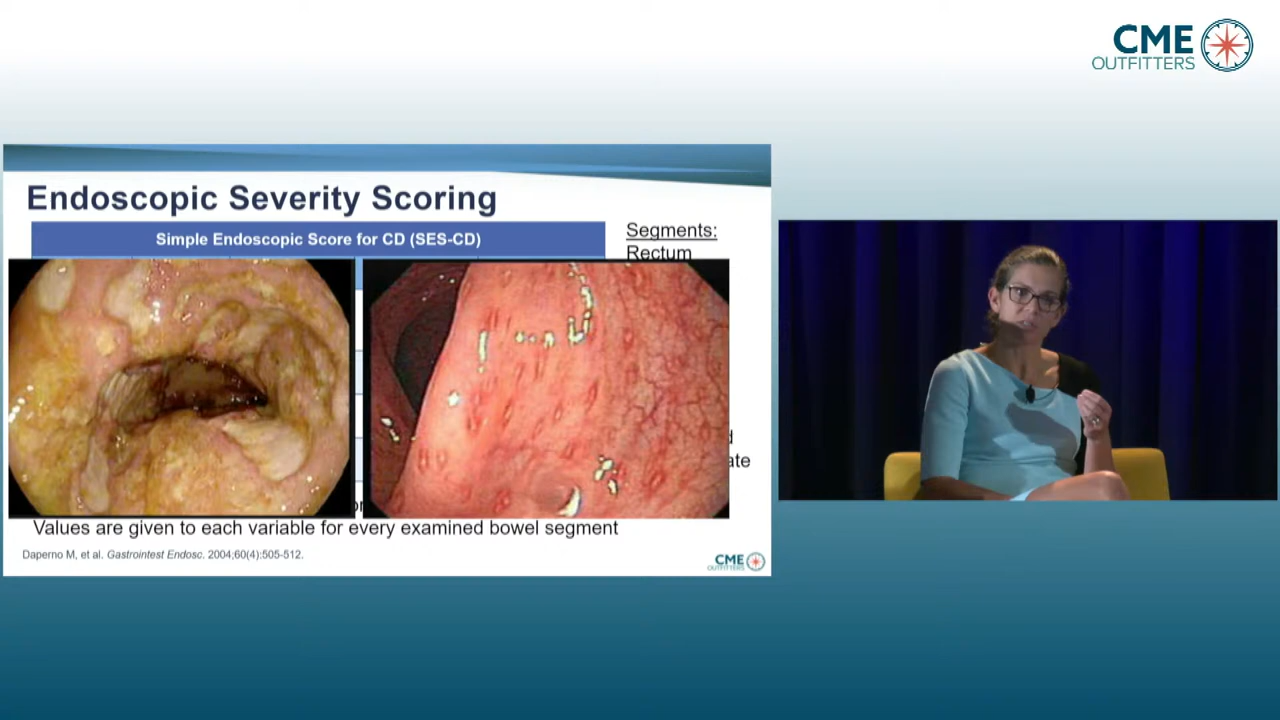 CME
OUTFITTERS
Endoscopic Severity Scoring
Simple Endoscopic Score for CD (SES-CD)
Segments:
Rectum
Values are given to each variable for every examined bowel segment
Daperno M, et al. Gastrointest Endosc. 2004;60(4):505-512.
CME
OUTFITTERS